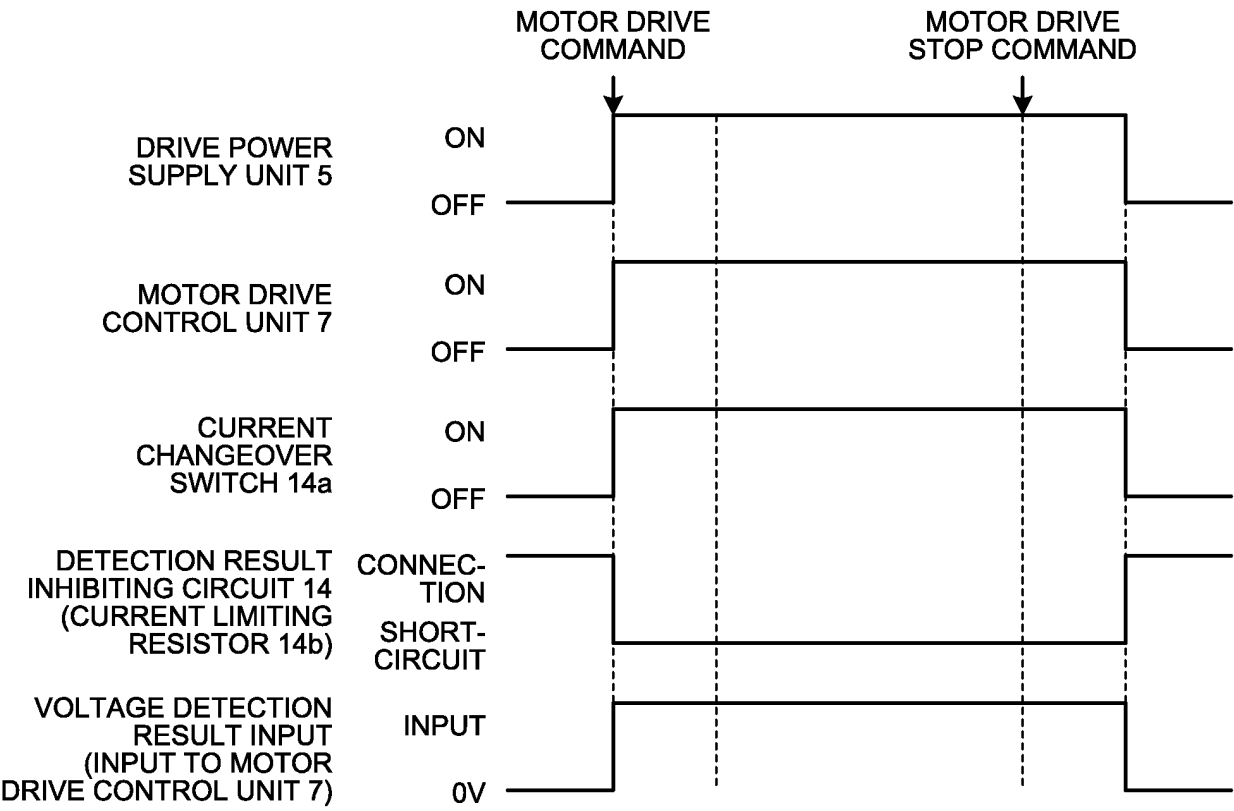 MOTOR DRIVE
COMMAND
MOTOR DRIVE
STOP COMMAND
DRIVE POWER
SUPPLY UNIT 5
ON
OFF
MOTOR DRIVE
CONTROL UNIT 7
ON
OFF
CURRENT
CHANGEOVER
SWITCH 14a
ON
OFF
DETECTION RESULT
INHIBITING CIRCUIT 14
(CURRENT LIMITING
RESISTOR 14b)
CONNEC-
TION
SHORT-
CIRCUIT
VOLTAGE DETECTION
RESULT INPUT
(INPUT TO MOTOR
DRIVE CONTROL UNIT 7)
INPUT
0V